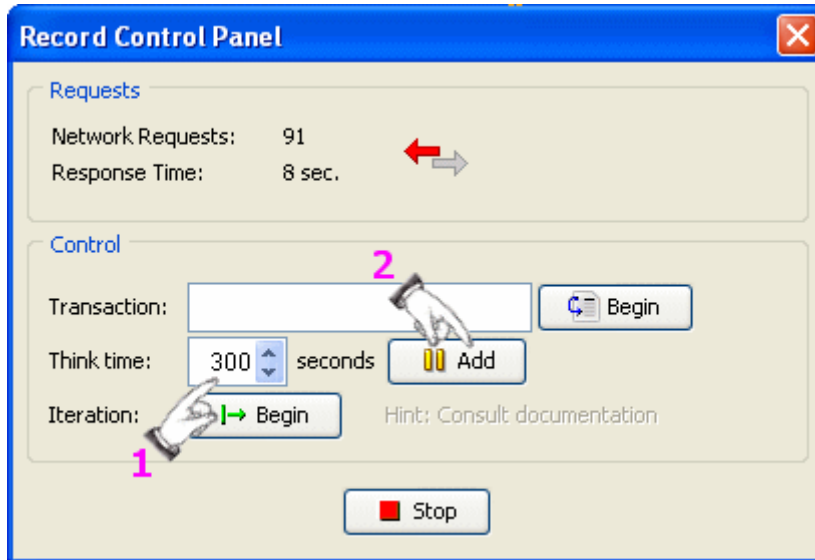 Record Control Panel
Requests
Network Requests: 91
Response Time: 8 sec.
Control
2
Transaction: Begin
Think time: 300 seconds Add
Iteration: Begin Hint: Consult documentation
1
Stop